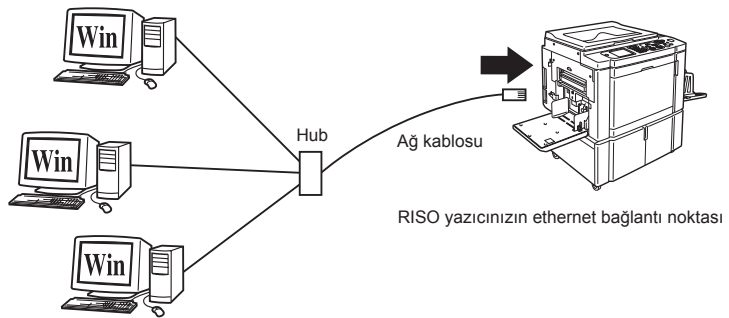 Win
Win
Win
Hub
Ağ kablosu
RISO yazıcınızın ethernet bağlantı noktası